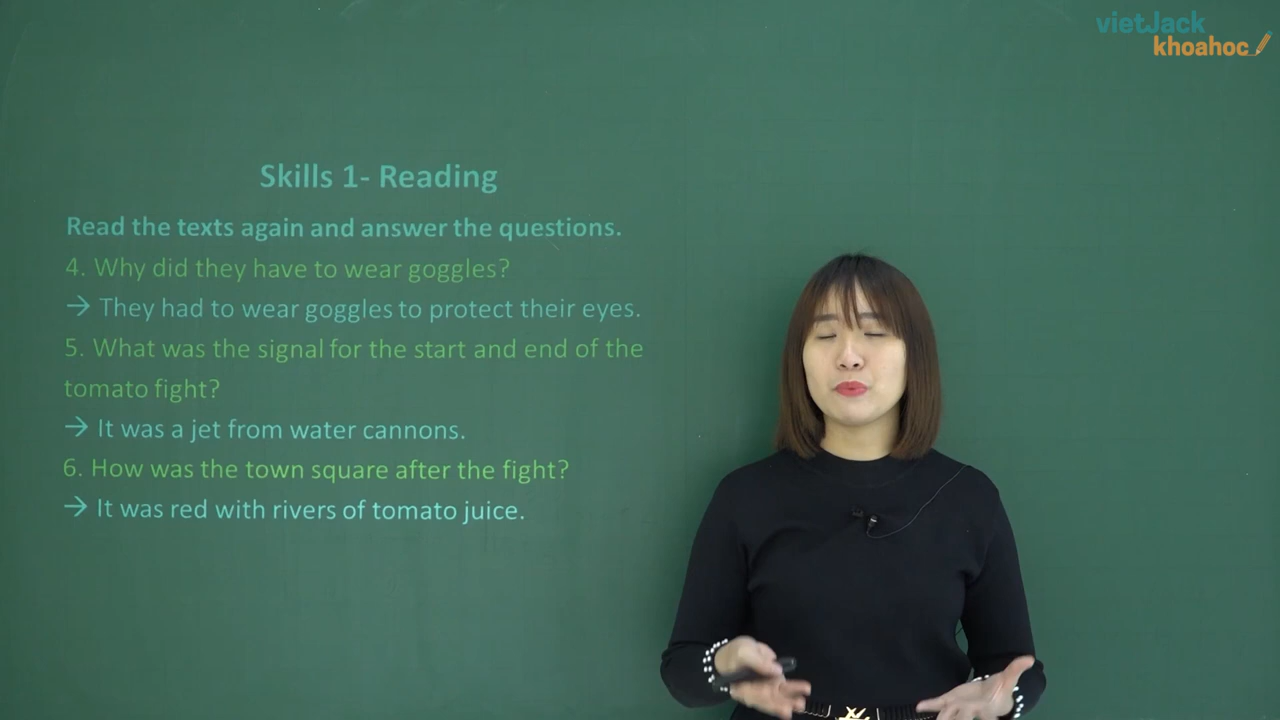 vietJack
khoahoc
Skills 1- Reading
Read the texts again and answer the questions.
4. Why did they have to wear goggles?
→ They had to wear goggles to protect their eyes.
5. What was the signal for the start and end of the
tomato fight?
→ It was a jet from water cannons.
6. How was the town square after the fight?
→ It was red with rivers of tomato juice.